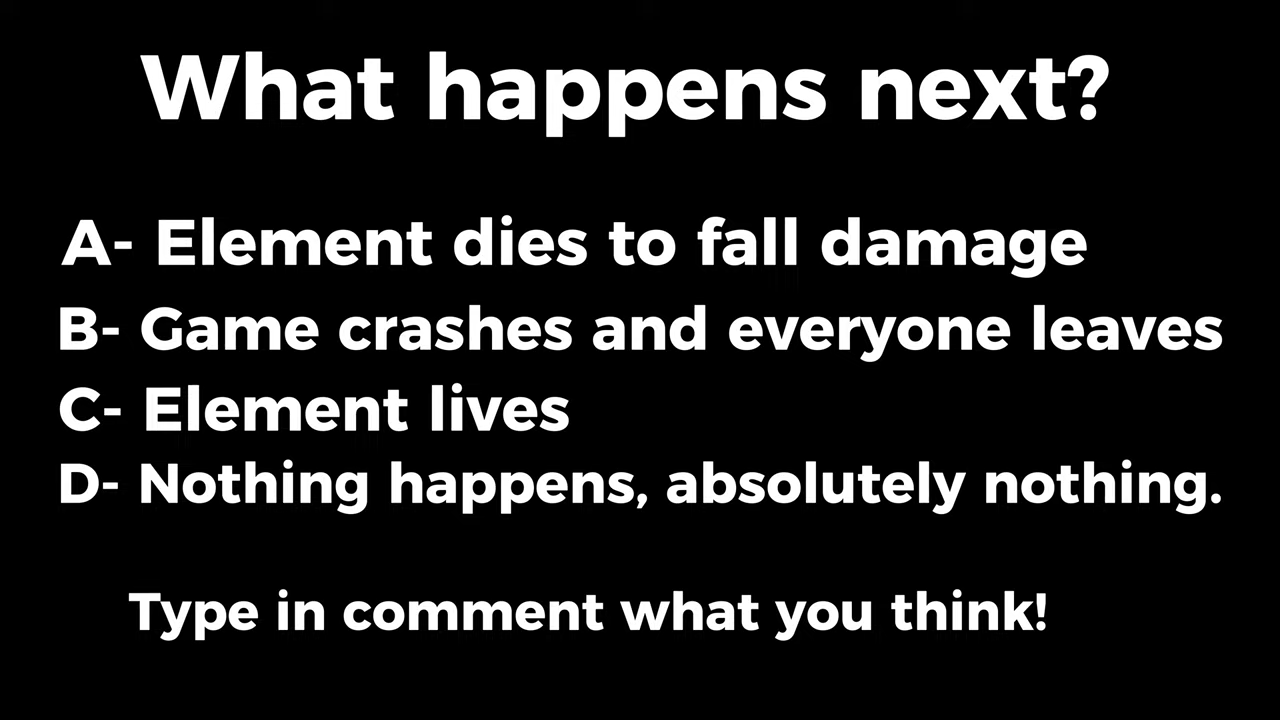 What happens next?
A- Element dies to fall damage
B- Game crashes and everyone leaves
C- Element lives
D- Nothing happens, absolutely nothing.
Type in comment what you think!